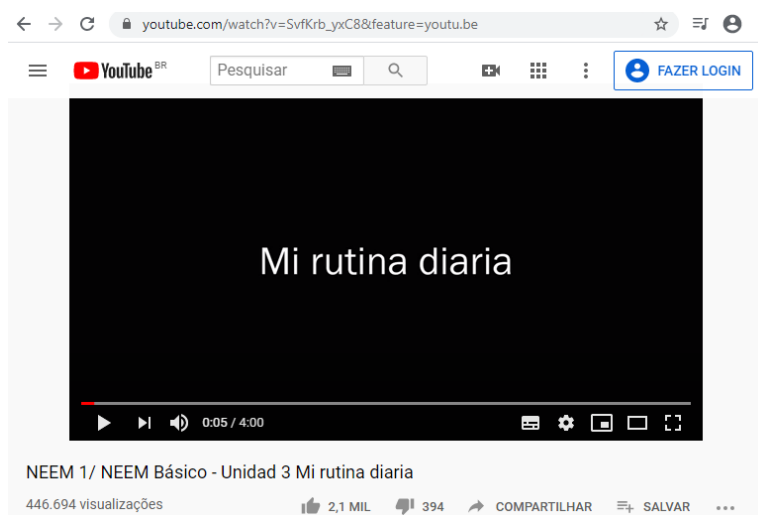 youtube.com/watch?v=SvfKrb_yxC8&feature=youtu.be
YouTube BR Pesquisar FAZER LOGIN
Mi rutina diaria
0:05 / 4:00
NEEM 1/ NEEM Básico - Unidad 3 Mi rutina diaria
446.694 visualizações 2,1 MIL 394 COMPARTILHAR SALVAR